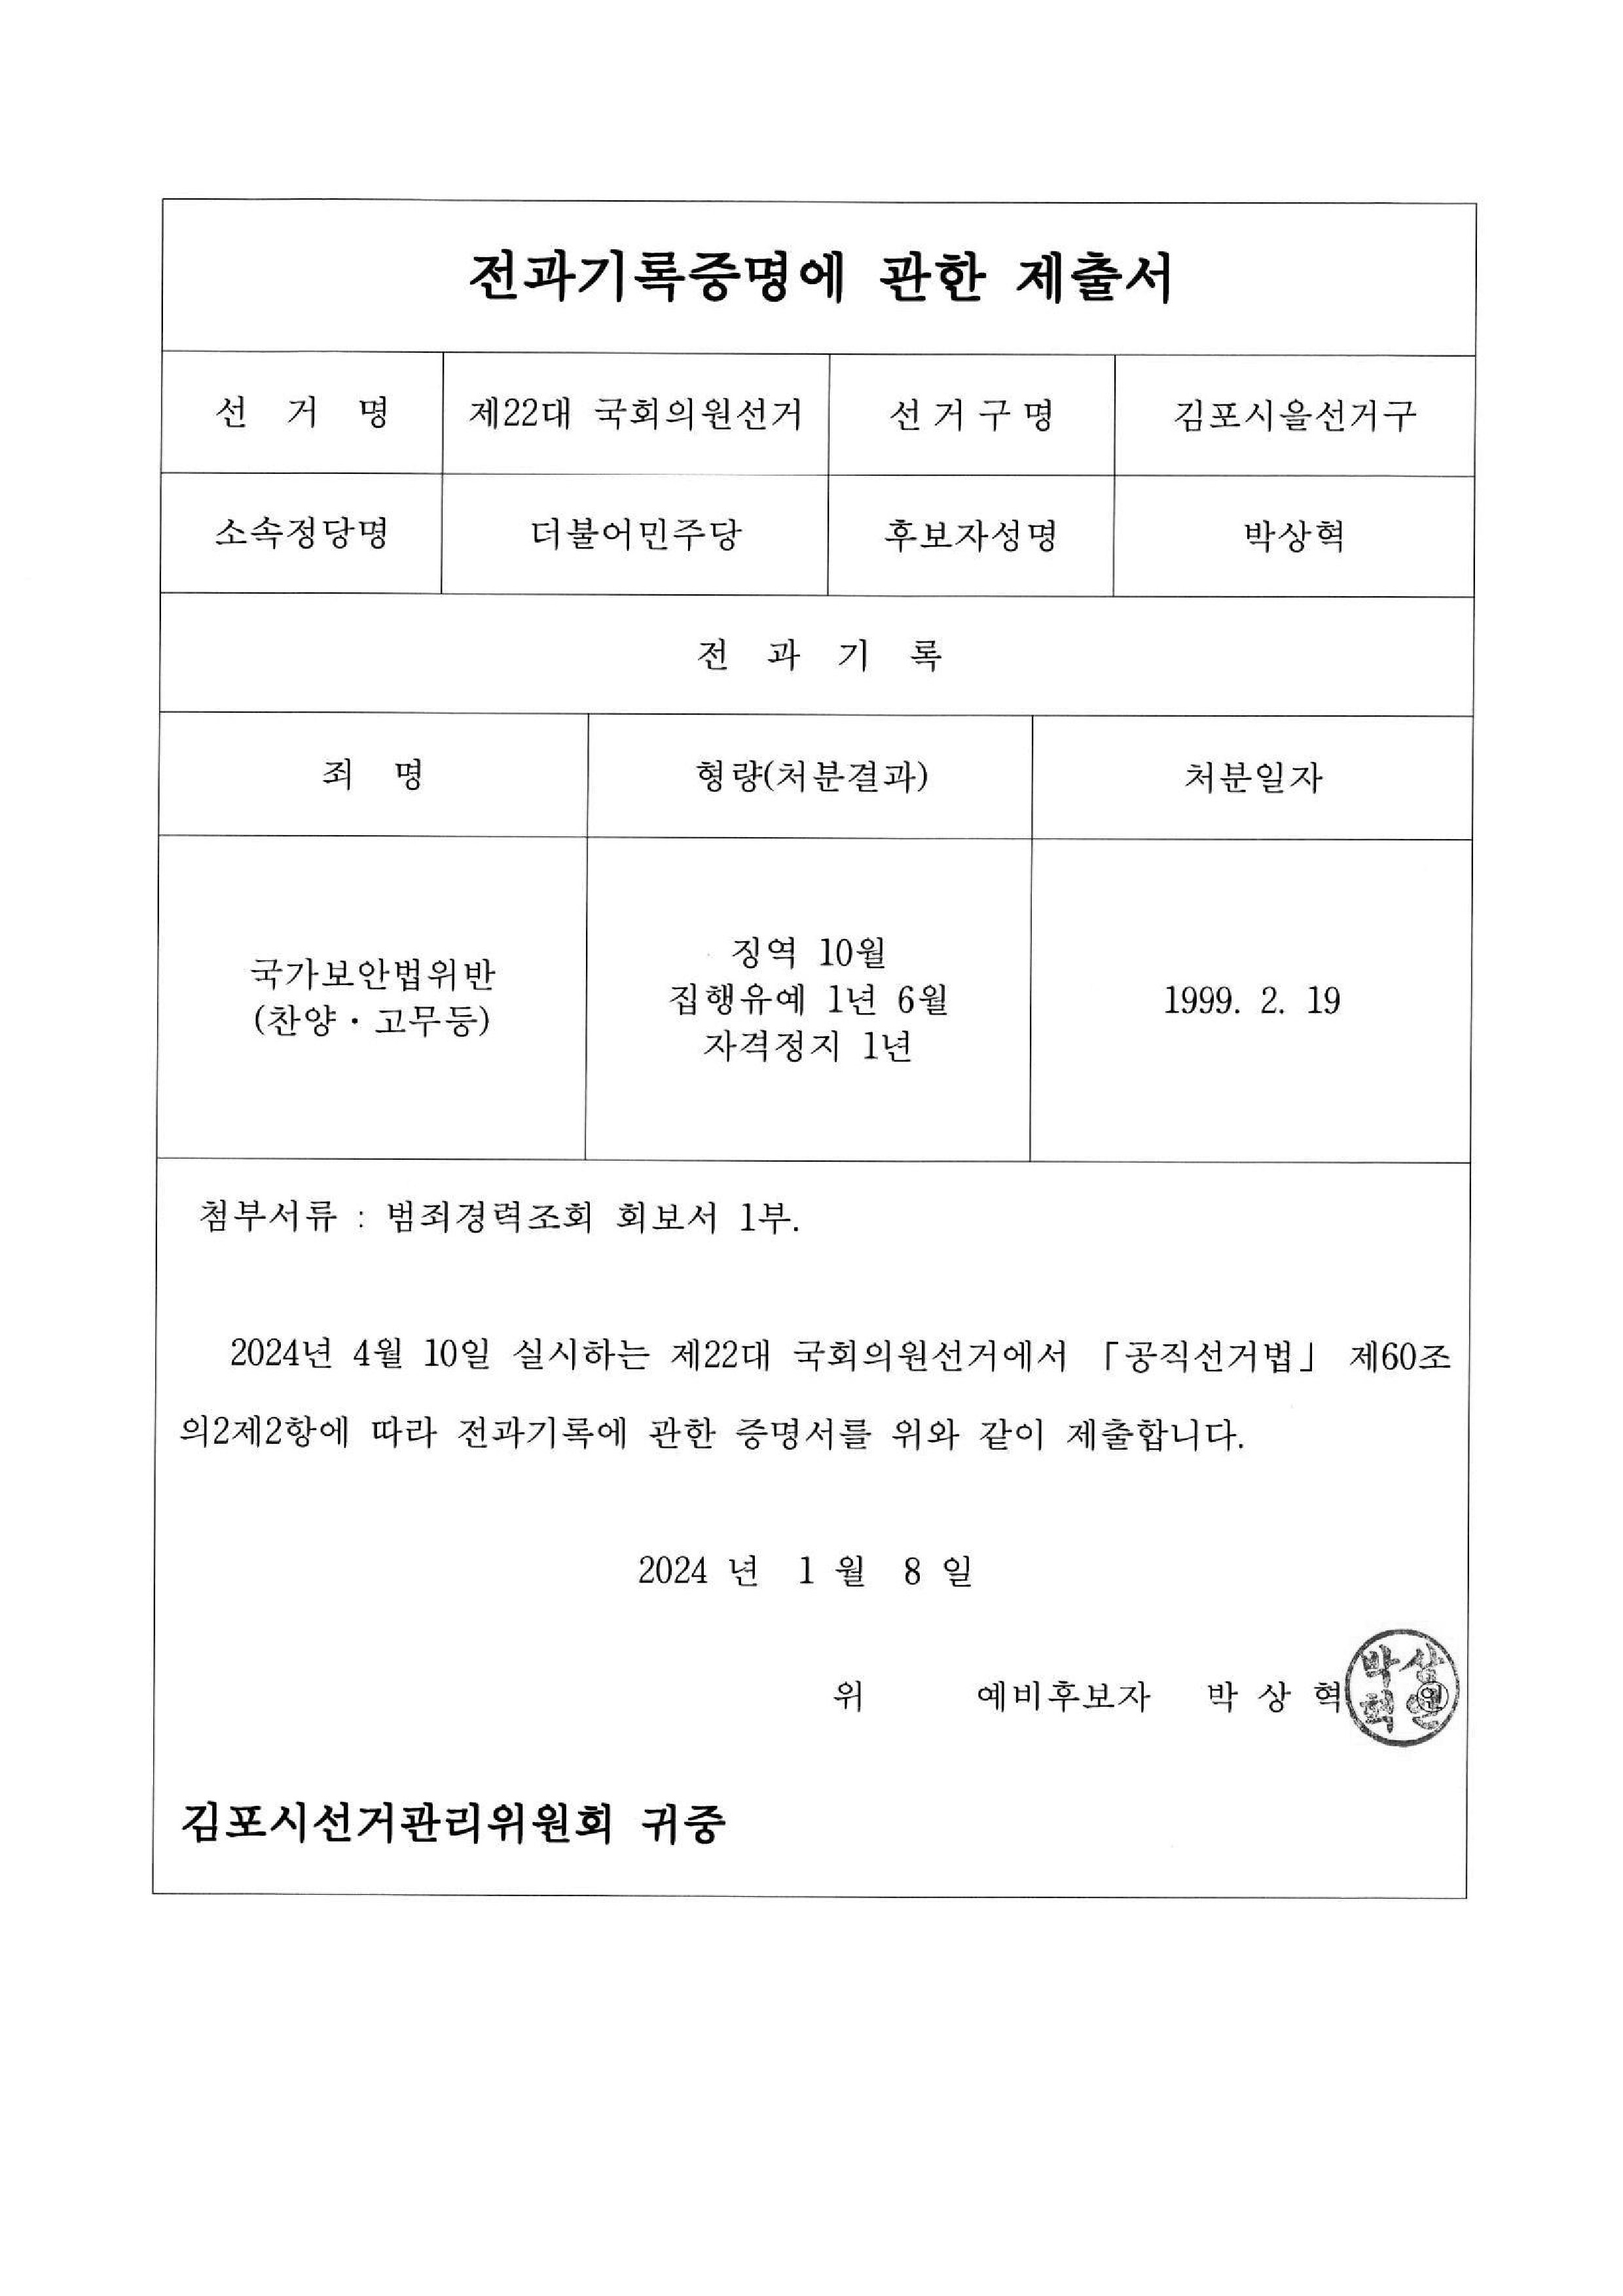 전과기록증명에 관한 제출서
선 거 명 제22대 국회의원선거 선거구명 김포시을선거구
소속정당명 더불어민주당 후보자성명 박상혁
전 과 기 록
죄 명 형량(처분결과) 처분일자
국가보안법위반
(찬양·고무등)
징역 10월
집행유예 1년 6월
자격정지 1년
1999. 2. 19
첨부서류 : 범죄경력조회 회보서 1부.
2024년 4월 10일 실시하는 제22대 국회의원선거에서 「공직선거법」 제60조
의2제2항에 따라 전과기록에 관한 증명서를 위와 같이 제출합니다.
2024 년 1 월 8 일
위 예비후보자 박 상 혁 ㊞
박상
혁인
김포시선거관리위원회 귀중